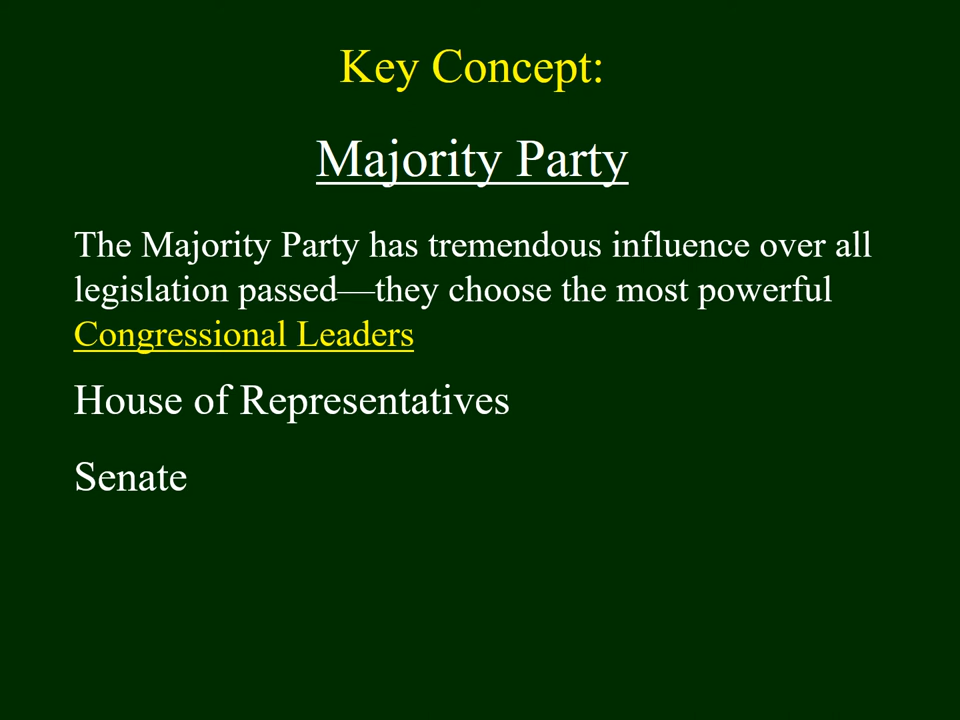 Key Concept:
Majority Party
The Majority Party has tremendous influence over all
legislation passed—they choose the most powerful
Congressional Leaders
House of Representatives
Senate